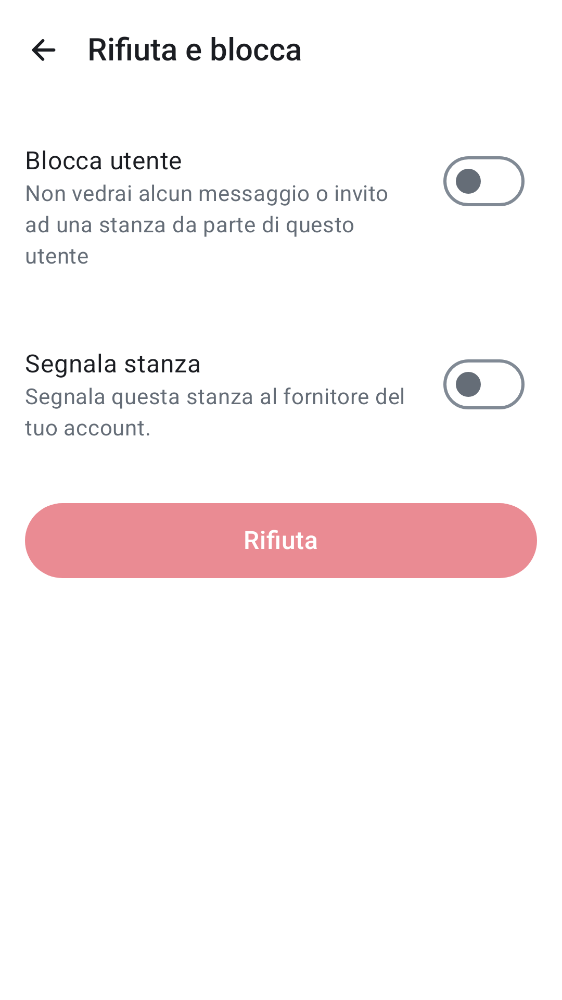 Rifiuta e blocca
Blocca utente
Non vedrai alcun messaggio o invito
ad una stanza da parte di questo
utente
Segnala stanza
Segnala questa stanza al fornitore del
tuo account.
Rifiuta